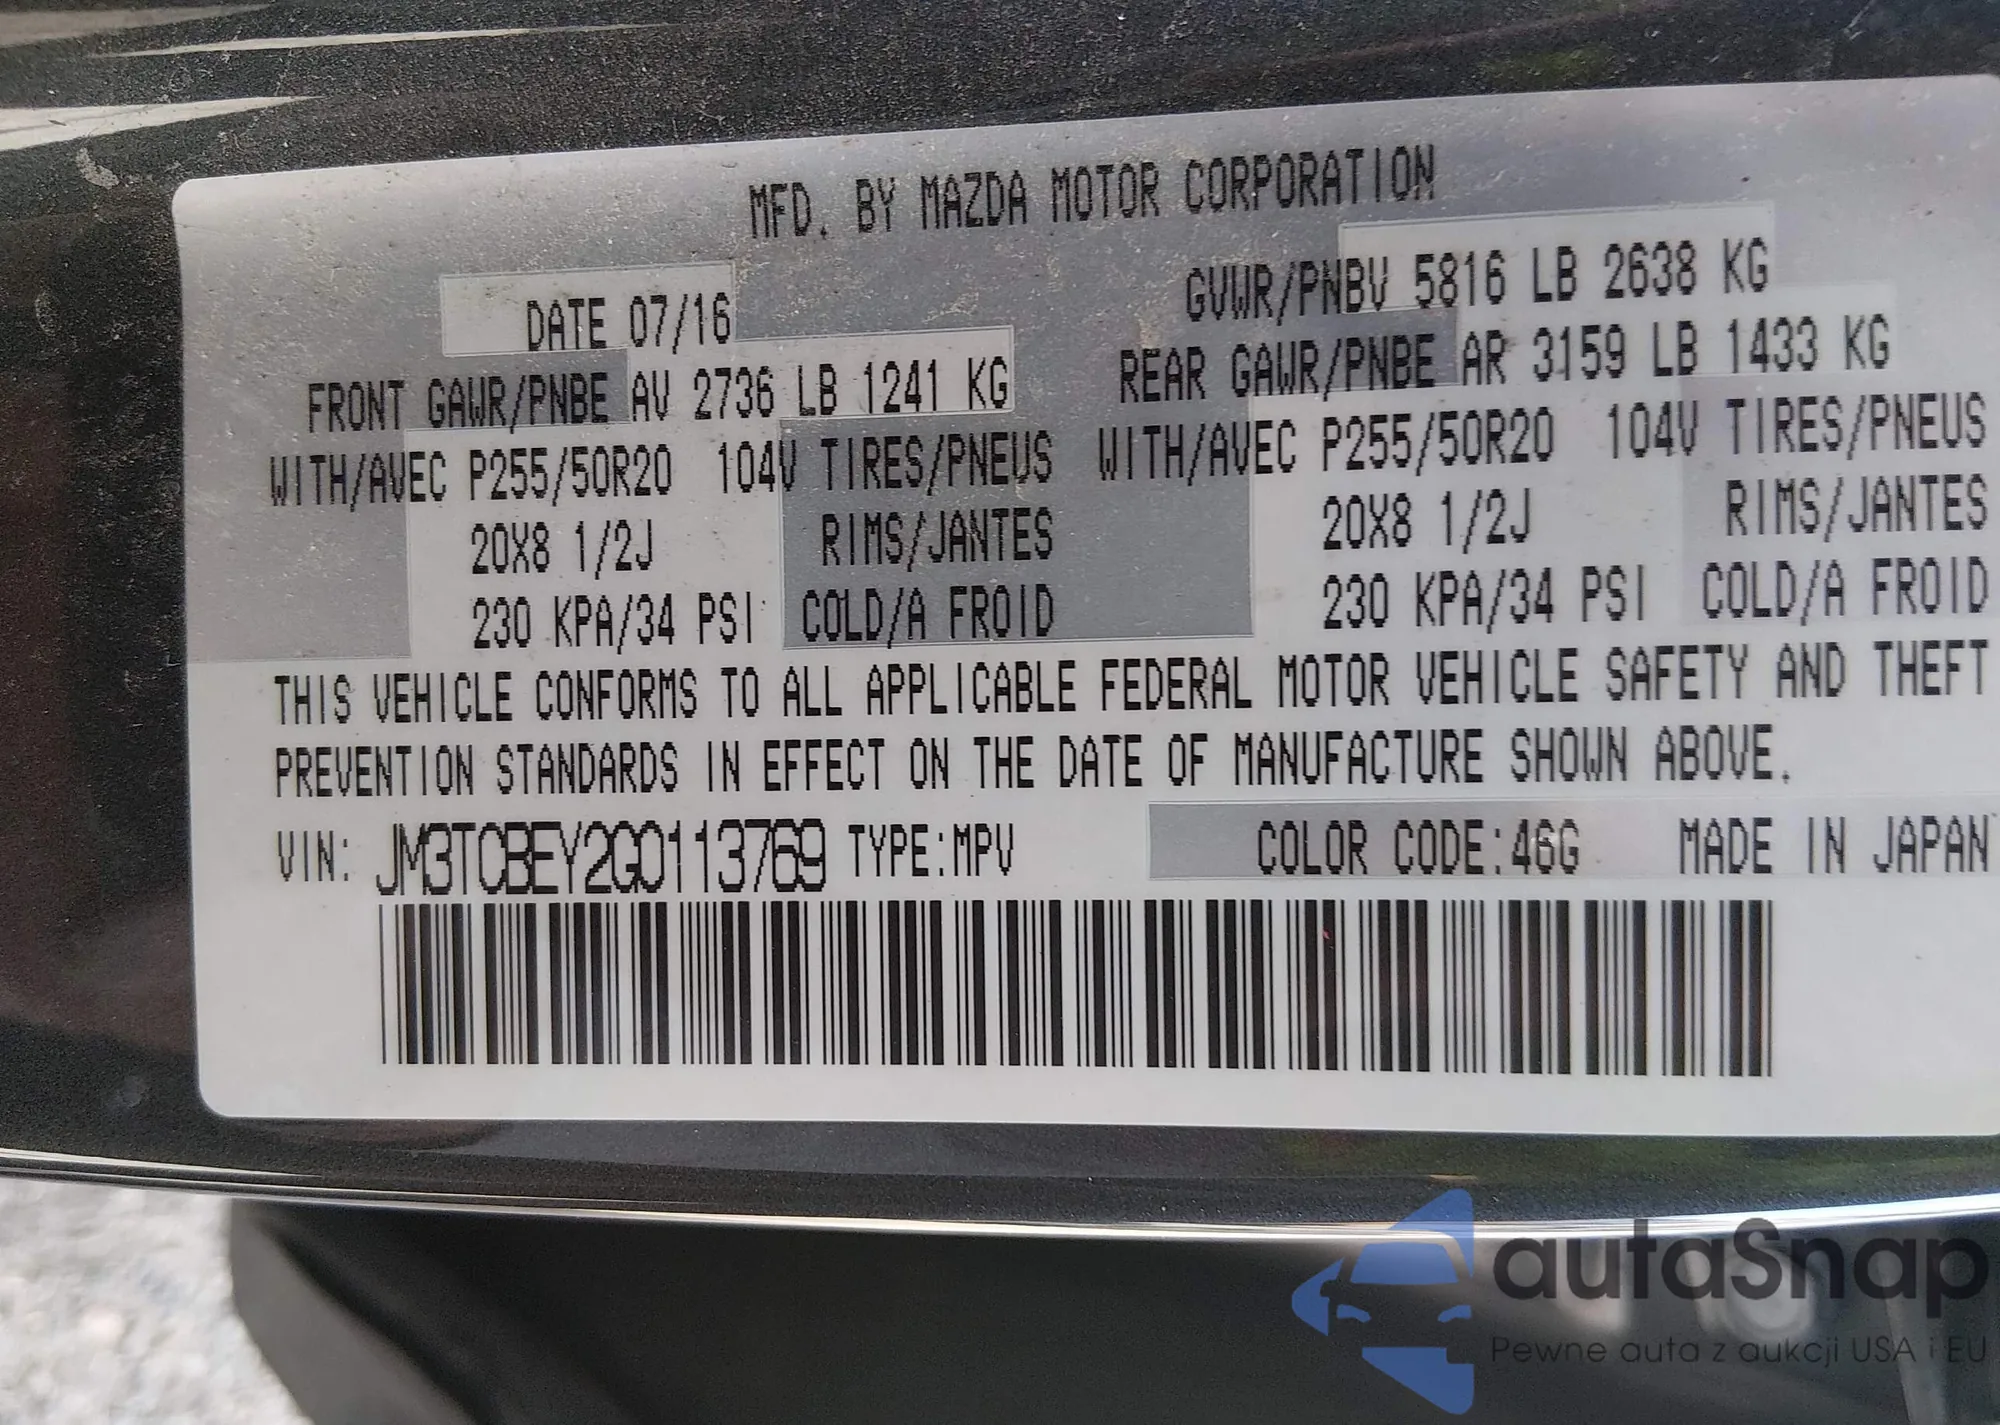 MFD. BY MAZDA MOTOR CORPORATION
DATE 07/16
GVWR/PNBV 5816 LB 2638 KG
FRONT GAWR/PNBE AV 2736 LB 1241 KG
REAR GAWR/PNBE AR 3159 LB 1433 KG
WITH/AVEC P255/50R20 104V TIRES/PNEUS
WITH/AVEC P255/50R20 104V TIRES/PNEUS
20X8 1/2J RIMS/JANTES
20X8 1/2J RIMS/JANTES
230 KPA/34 PSI COLD/A FROID
230 KPA/34 PSI COLD/A FROID
THIS VEHICLE CONFORMS TO ALL APPLICABLE FEDERAL MOTOR VEHICLE SAFETY AND THEFT
PREVENTION STANDARDS IN EFFECT ON THE DATE OF MANUFACTURE SHOWN ABOVE.
VIN: JM3TCBEY2G0113769 TYPE:MPV COLOR CODE:46G MADE IN JAPAN
autaSnap
Pewne auta z aukcji USA i EU